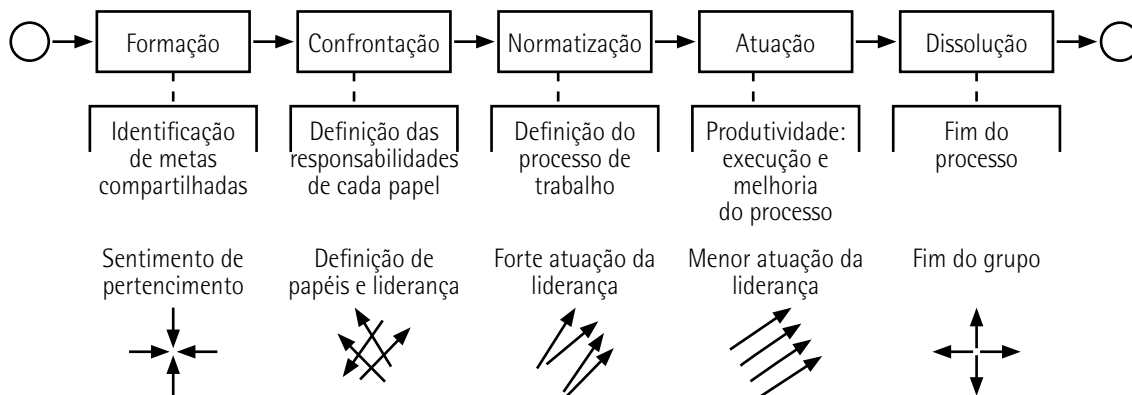 Formação
Confrontação
Normatização
Atuação
Dissolução
Identificação
de metas
compartilhadas
Definição das
responsabilidades
de cada papel
Definição do
processo de
trabalho
Produtividade:
execução e
melhoria
do processo
Fim do
processo
Sentimento de
pertencimento
Definição de
papéis e liderança
Forte atuação da
liderança
Menor atuação da
liderança
Fim do grupo